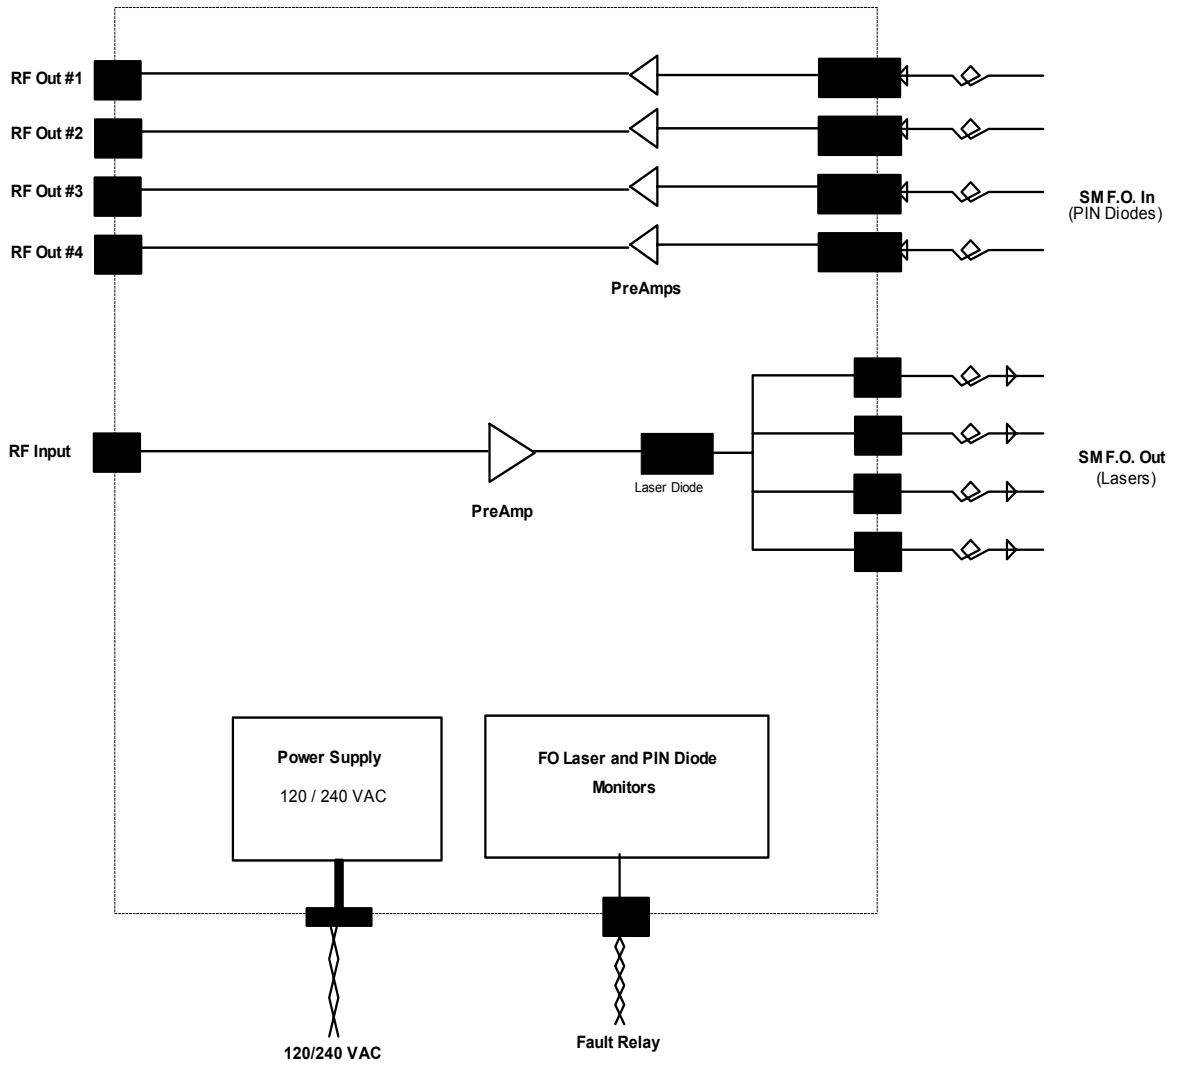 RF Out #1
RF Out #2
RF Out #3
SM F.O. In
(PIN Diodes)
RF Out #4
PreAmps
RF Input
SM F.O. Out
(Lasers)
Laser Diode
PreAmp
Power Supply
120 / 240 VAC
FO Laser and PIN Diode
Monitors
Fault Relay
120/240 VAC